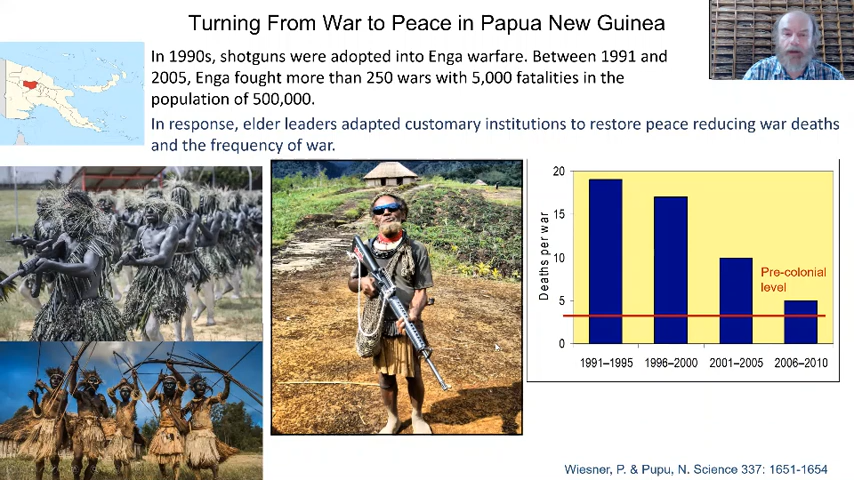 Turning From War to Peace in Papua New Guinea
In 1990s, shotguns were adopted into Enga warfare. Between 1991 and
2005, Enga fought more than 250 wars with 5,000 fatalities in the
population of 500,000.
In response, elder leaders adapted customary institutions to restore peace reducing war deaths
and the frequency of war.
Deaths per war
20
15
10
5
0
Pre-colonial
level
1991–1995
1996–2000
2001–2005
2006–2010
Wiesner, P. & Pupu, N. Science 337: 1651-1654